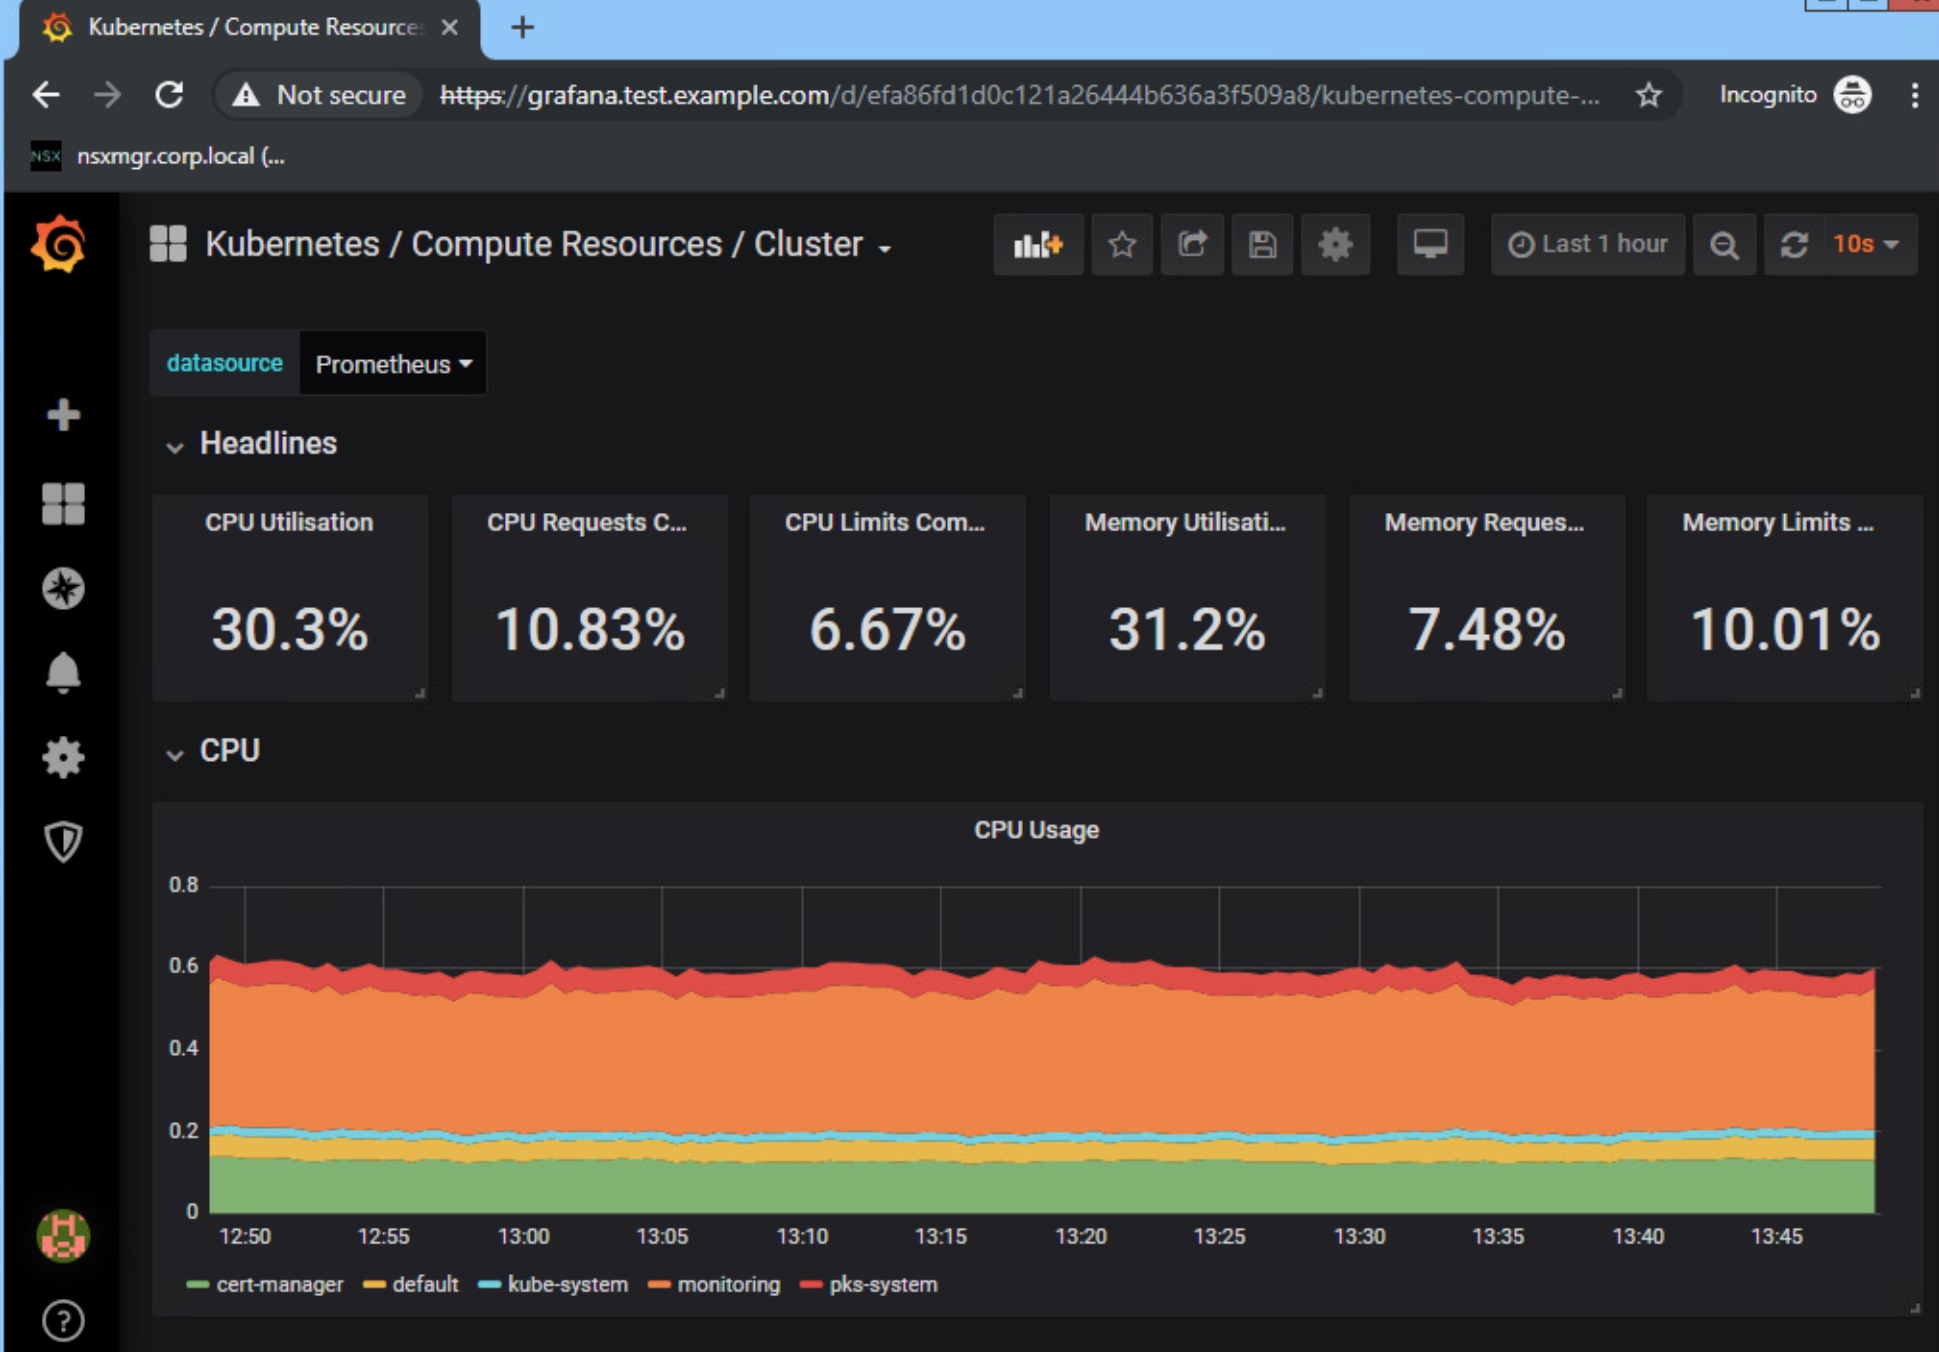 Kubernetes / Compute Resource
Not secure https://grafana.test.example.com/d/efa86fd1d0c121a26444b636a3f509a8/kubernetes-compute-... Incognito
NSX nsxmgr.corp.local (...
Kubernetes / Compute Resources / Cluster Last 1 hour 10s
datasource Prometheus
Headlines
CPU Utilisation CPU Requests C... CPU Limits Com... Memory Utilisati... Memory Reques... Memory Limits ...
30.3% 10.83% 6.67% 31.2% 7.48% 10.01%
CPU
CPU Usage
0.8
0.6
0.4
0.2
0
12:50 12:55 13:00 13:05 13:10 13:15 13:20 13:25 13:30 13:35 13:40 13:45
cert-manager default kube-system monitoring pks-system